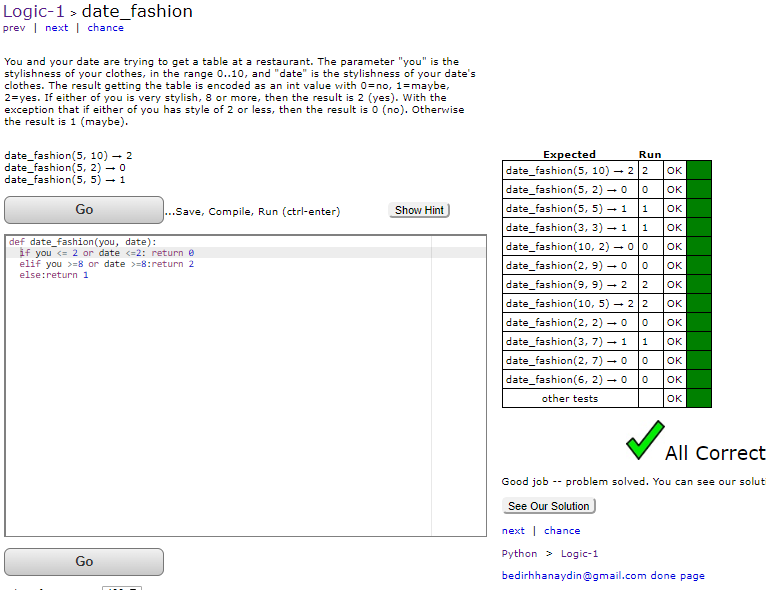 Logic-1 > date_fashion
prev | next | chance
You and your date are trying to get a table at a restaurant. The parameter "you" is the
stylishness of your clothes, in the range 0..10, and "date" is the stylishness of your date's
clothes. The result getting the table is encoded as an int value with 0=no, 1=maybe,
2=yes. If either of you is very stylish, 8 or more, then the result is 2 (yes). With the
exception that if either of you has style of 2 or less, then the result is 0 (no). Otherwise
the result is 1 (maybe).
date_fashion(5, 10) → 2
date_fashion(5, 2) → 0
date_fashion(5, 5) → 1
Go
...Save, Compile, Run (ctrl-enter)
Show Hint
def date_fashion(you, date):
if you <= 2 or date <=2: return 0
elif you >=8 or date >=8:return 2
else:return 1
Go
Expected Run
date_fashion(5, 10) → 2 2 OK
date_fashion(5, 2) → 0 0 OK
date_fashion(5, 5) → 1 1 OK
date_fashion(3, 3) → 1 1 OK
date_fashion(10, 2) → 0 0 OK
date_fashion(2, 9) → 0 0 OK
date_fashion(9, 9) → 2 2 OK
date_fashion(10, 5) → 2 2 OK
date_fashion(2, 2) → 0 0 OK
date_fashion(3, 7) → 1 1 OK
date_fashion(2, 7) → 0 0 OK
date_fashion(6, 2) → 0 0 OK
other tests OK
All Correct
Good job -- problem solved. You can see our solut
See Our Solution
next | chance
Python > Logic-1
bedirhhanaydin@gmail.com done page